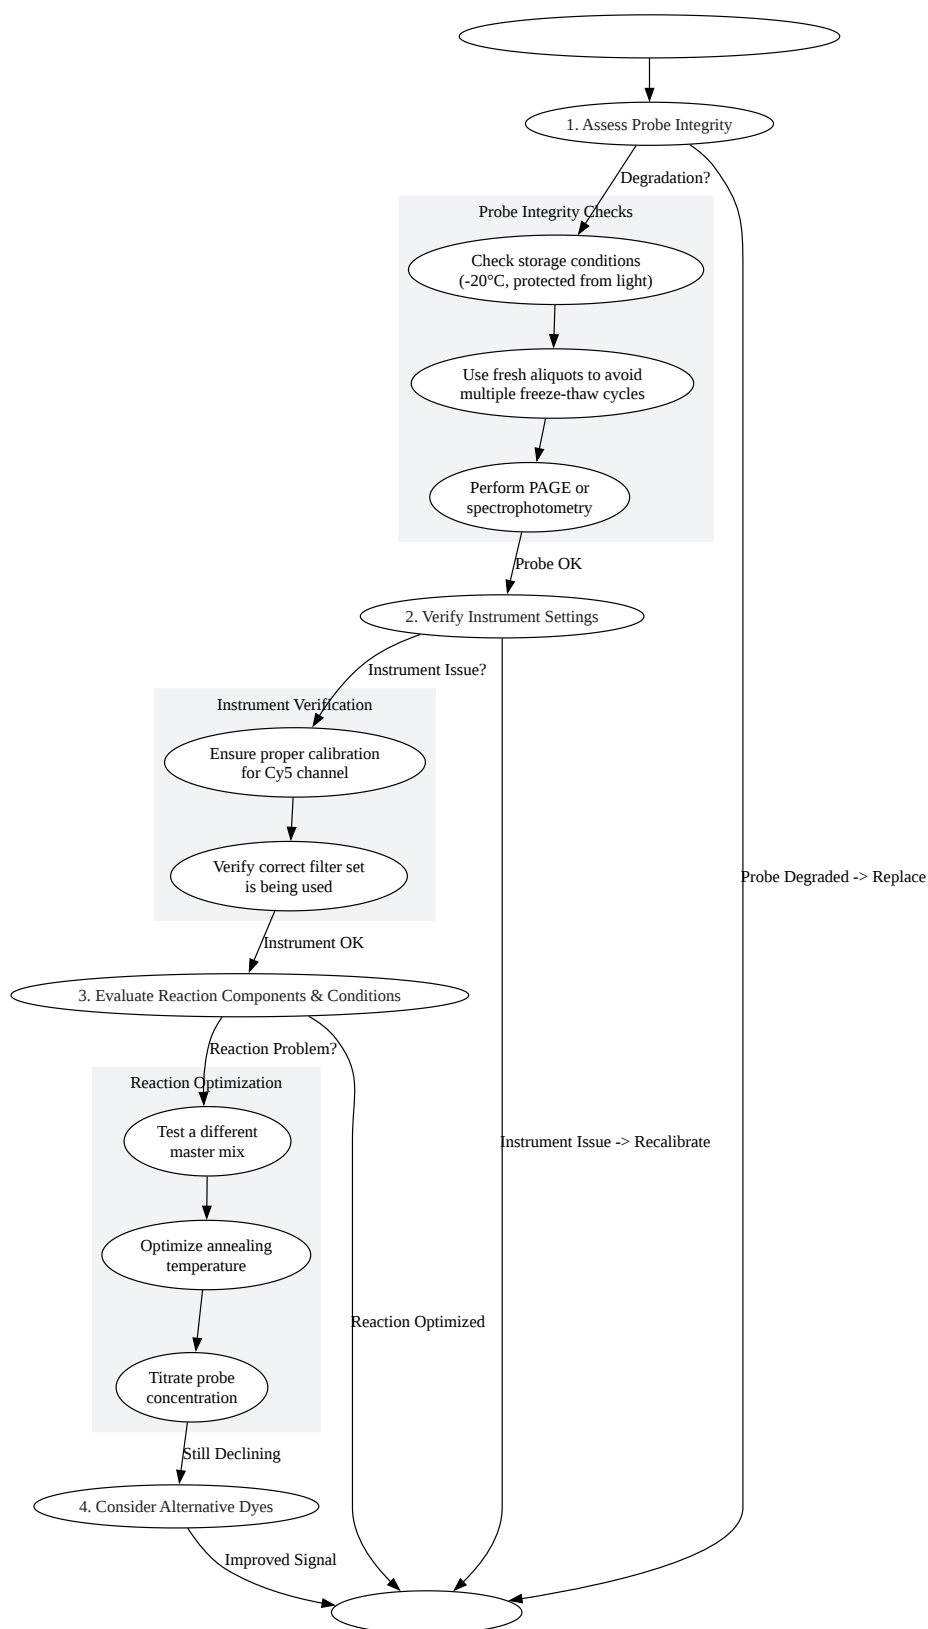 1. Assess Probe Integrity
Degradation?
Probe Integrity Checks
Check storage conditions
(-20°C, protected from light)
Use fresh aliquots to avoid
multiple freeze-thaw cycles
Perform PAGE or
spectrophotometry
Probe OK
2. Verify Instrument Settings
Instrument Issue?
Instrument Verification
Ensure proper calibration
for Cy5 channel
Verify correct filter set
is being used
Probe Degraded -> Replace
Instrument OK
3. Evaluate Reaction Components & Conditions
Reaction Problem?
Reaction Optimization
Test a different
master mix
Instrument Issue -> Recalibrate
Optimize annealing
temperature
Reaction Optimized
Titrate probe
concentration
Still Declining
4. Consider Alternative Dyes
Improved Signal